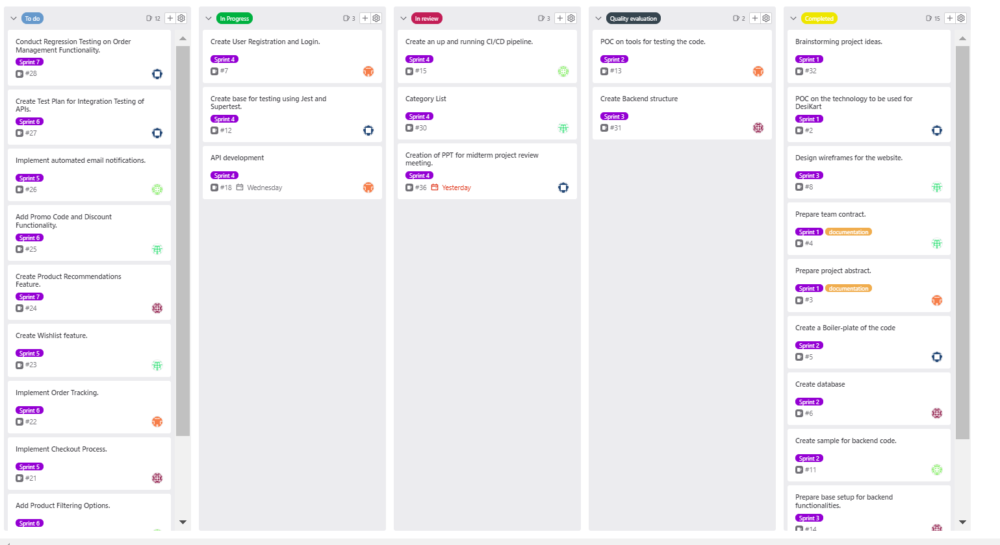 To do
12
Conduct Regression Testing on Order
Management Functionality.
Sprint 7
#28
Create Test Plan for Integration Testing of
APIs.
Sprint 6
#27
Implement automated email notifications.
Sprint 5
#26
Add Promo Code and Discount
Functionality.
Sprint 6
#25
Create Product Recommendations
Feature.
Sprint 7
#24
Create Wishlist feature.
Sprint 5
#23
Implement Order Tracking.
Sprint 6
#22
Implement Checkout Process.
Sprint 5
#21
Add Product Filtering Options.
Sprint 6
In Progress
3
Create User Registration and Login.
Sprint 4
#7
Create base for testing using Jest and
Supertest.
Sprint 4
#12
API development
Sprint 4
#18 Wednesday
In review
3
Create an up and running CI/CD pipeline.
Sprint 4
#15
Category List
Sprint 4
#30
Creation of PPT for midterm project review
meeting.
Sprint 4
#36 Yesterday
Quality evaluation
2
POC on tools for testing the code.
Sprint 2
#13
Create Backend structure
Sprint 3
#31
Completed
15
Brainstorming project ideas.
Sprint 1
#32
POC on the technology to be used for
DesiKart
Sprint 1
#2
Design wireframes for the website.
Sprint 3
#8
Prepare team contract.
Sprint 1 documentation
#4
Prepare project abstract.
Sprint 1 documentation
#3
Create a Boiler-plate of the code
Sprint 2
#5
Create database
Sprint 2
#6
Create sample for backend code.
Sprint 2
#11
Prepare base setup for backend
functionalities.
Sprint 3
#14